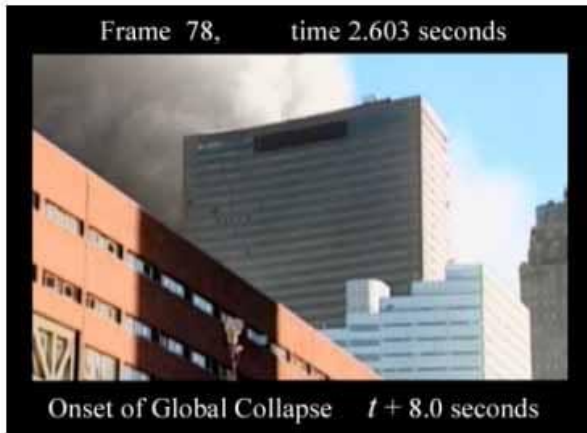 Frame 78, time 2.603 seconds
Onset of Global Collapse t + 8.0 seconds